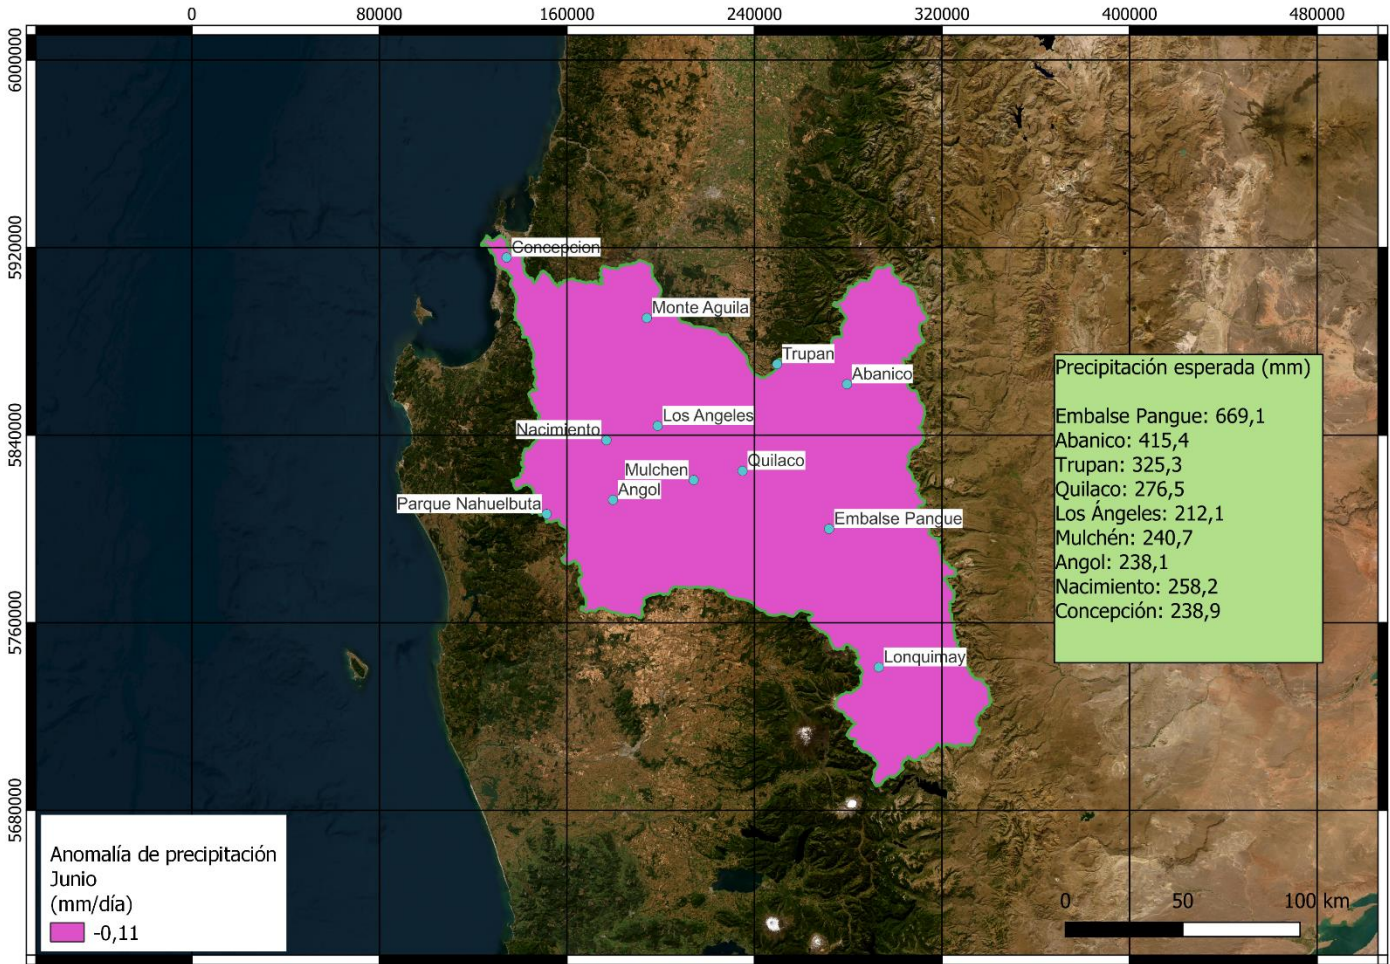 0 80000 160000 240000 320000 400000 480000
6000000
5920000
5840000
5760000
5680000
Concepcion
Monte Aguila
Trupan
Abanico
Los Angeles
Nacimiento
Quilaco
Mulchen
Angol
Parque Nahuelbuta
Embalse Pangue
Lonquimay
Precipitación esperada (mm)
Embalse Pangue: 669,1
Abanico: 415,4
Trupan: 325,3
Quilaco: 276,5
Los Ángeles: 212,1
Mulchén: 240,7
Angol: 238,1
Nacimiento: 258,2
Concepción: 238,9
Anomalía de precipitación
Junio
(mm/día)
-0,11
0 50 100 km